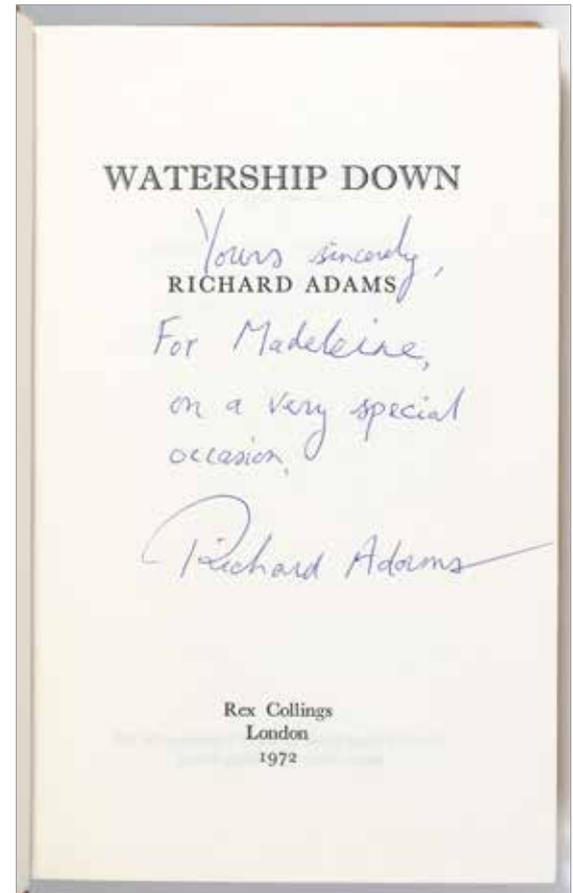 WATERSHIP DOWN
Yours sincerely,
RICHARD ADAMS
For Madeleine,
on a very special
occasion,
Richard Adams
Rex Collings
London
1972